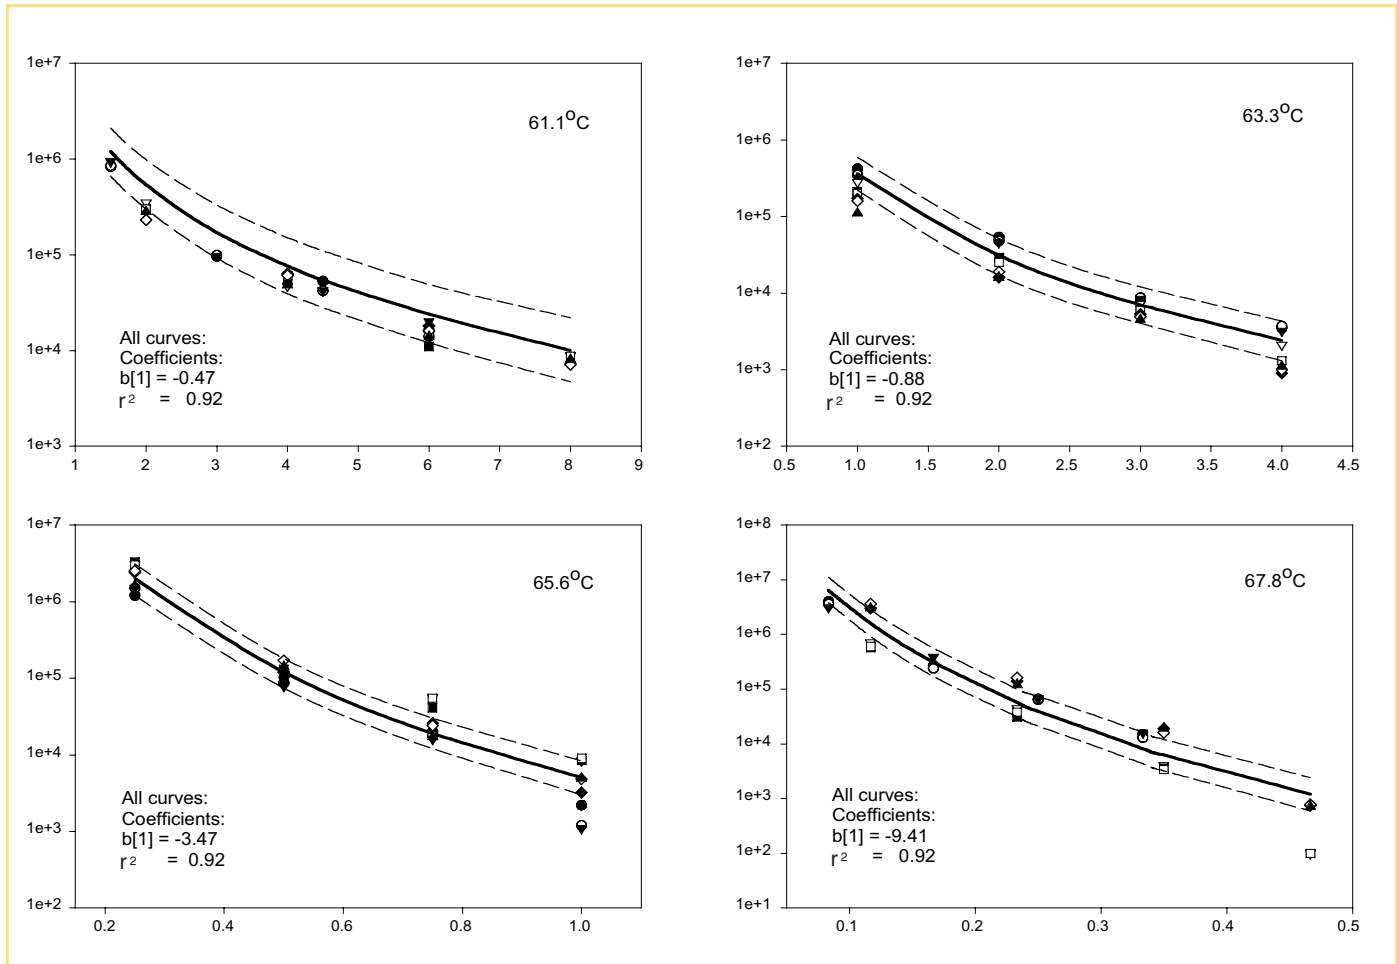 61.1°C
1e+7
1e+6
1e+5
1e+4
1e+3
All curves:
Coefficients:
b[1] = -0.47
r² = 0.92
1 2 3 4 5 6 7 8 9
63.3°C
1e+7
1e+6
1e+5
1e+4
1e+3
1e+2
All curves:
Coefficients:
b[1] = -0.88
r² = 0.92
0.5 1.0 1.5 2.0 2.5 3.0 3.5 4.0 4.5
65.6°C
1e+7
1e+6
1e+5
1e+4
1e+3
1e+2
All curves:
Coefficients:
b[1] = -3.47
r² = 0.92
0.2 0.4 0.6 0.8 1.0
67.8°C
1e+8
1e+7
1e+6
1e+5
1e+4
1e+3
1e+2
1e+1
All curves:
Coefficients:
b[1] = -9.41
r² = 0.92
0.1 0.2 0.3 0.4 0.5